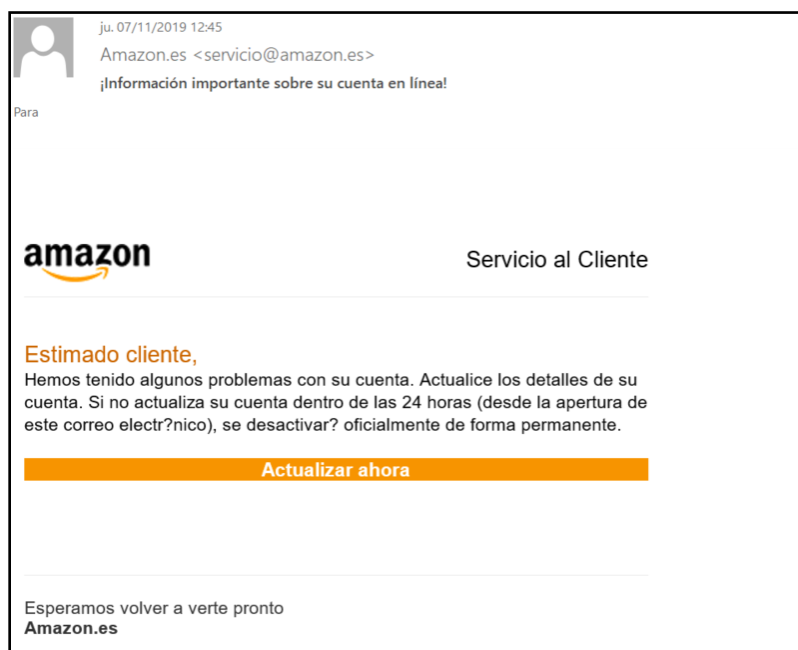 ju. 07/11/2019 12:45
Amazon.es <servicio@amazon.es>
¡Información importante sobre su cuenta en línea!
Para
amazon
Servicio al Cliente
Estimado cliente,
Hemos tenido algunos problemas con su cuenta. Actualice los detalles de su
cuenta. Si no actualiza su cuenta dentro de las 24 horas (desde la apertura de
este correo electr?nico), se desactivar? oficialmente de forma permanente.
Actualizar ahora
Esperamos volver a verte pronto
Amazon.es